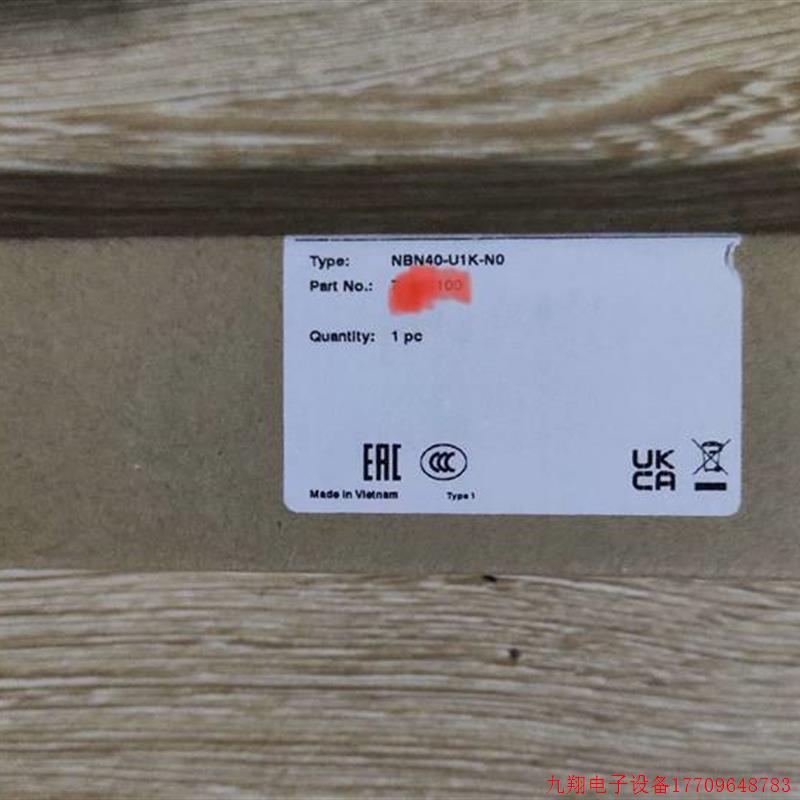 Type: NBN40-U1K-N0
Part No.: 100
Quantity: 1 pc
EAC CCC
UK
CA
Made in Vietnam Type 1
九翔电子设备17709648783